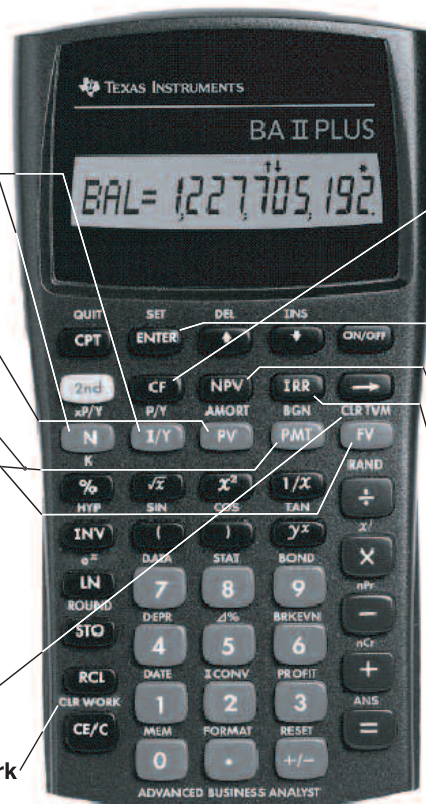 TEXAS INSTRUMENTS
BA II PLUS
BAL= 1,227,705,192.
QUIT SET DEL INS
CPT ENTER ON/OFF
2nd CF NPV IRR →
xP/Y P/Y AMORT BGN CLR TVM
N I/Y PV PMT FV
K RAND
% √x x² 1/x ÷
HYP SIN COS TAN x!
INV ( ) yˣ ×
eˣ DATA STAT BOND nPr
LN 7 8 9 −
ROUND DEPR Δ% BRKEVN nCr
STO 4 5 6 +
DATE ICONV PROFIT
RCL 1 2 3
CLR WORK MEM FORMAT RESET ANS
CE/C 0 . +/− =
rk
ADVANCED BUSINESS ANALYST